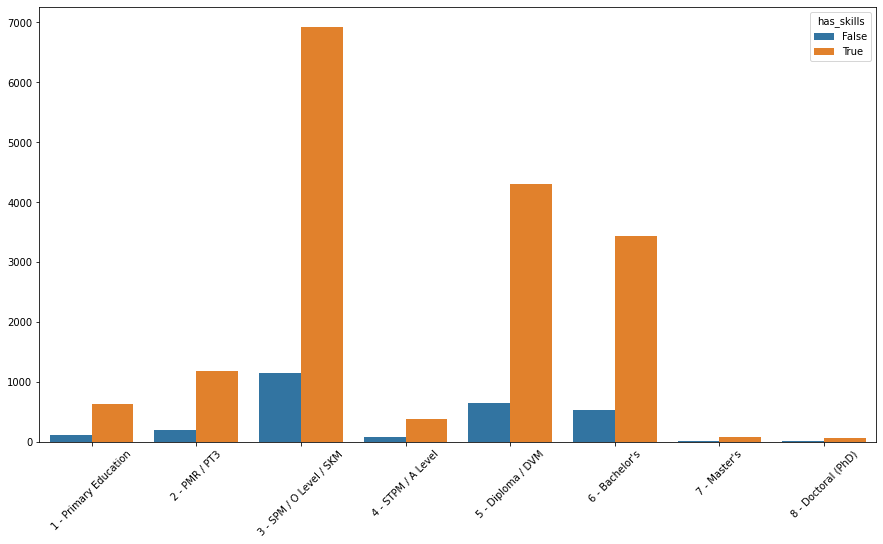 has_skills
False
True
7000
6000
5000
4000
3000
2000
1000
0
1 - Primary Education
2 - PMR / PT3
3 - SPM / O Level / SKM
4 - STPM / A Level
5 - Diploma / DVM
6 - Bachelor's
7 - Master's
8 - Doctoral (PhD)